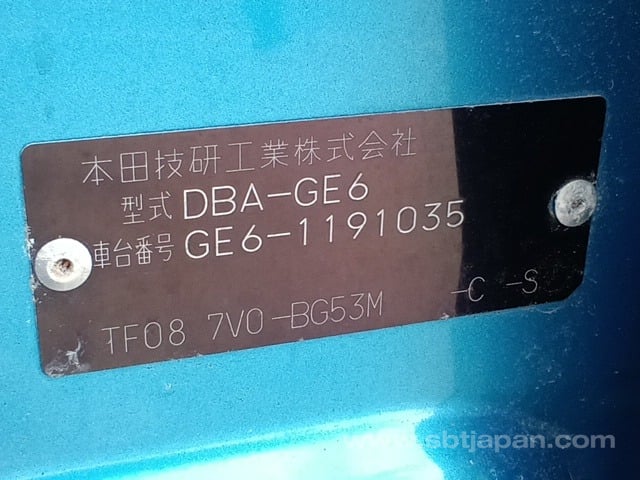 本田技研工業株式会社
型式 DBA-GE6
車台番号 GE6-1191035
TF08 7V0-BG53M -C -S
www.sbtjapan.com